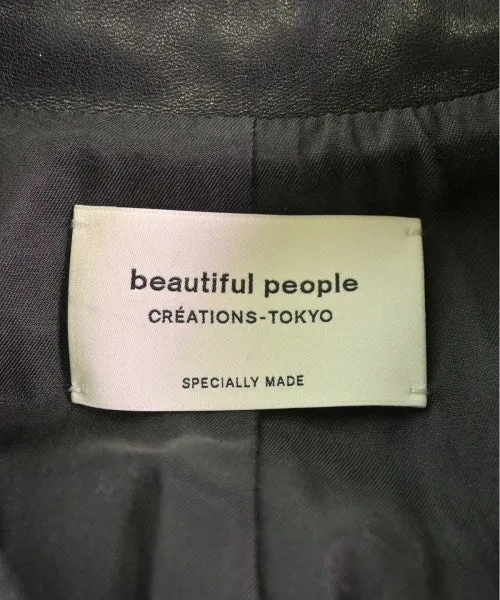 beautiful people
CRÉATIONS-TOKYO
SPECIALLY MADE